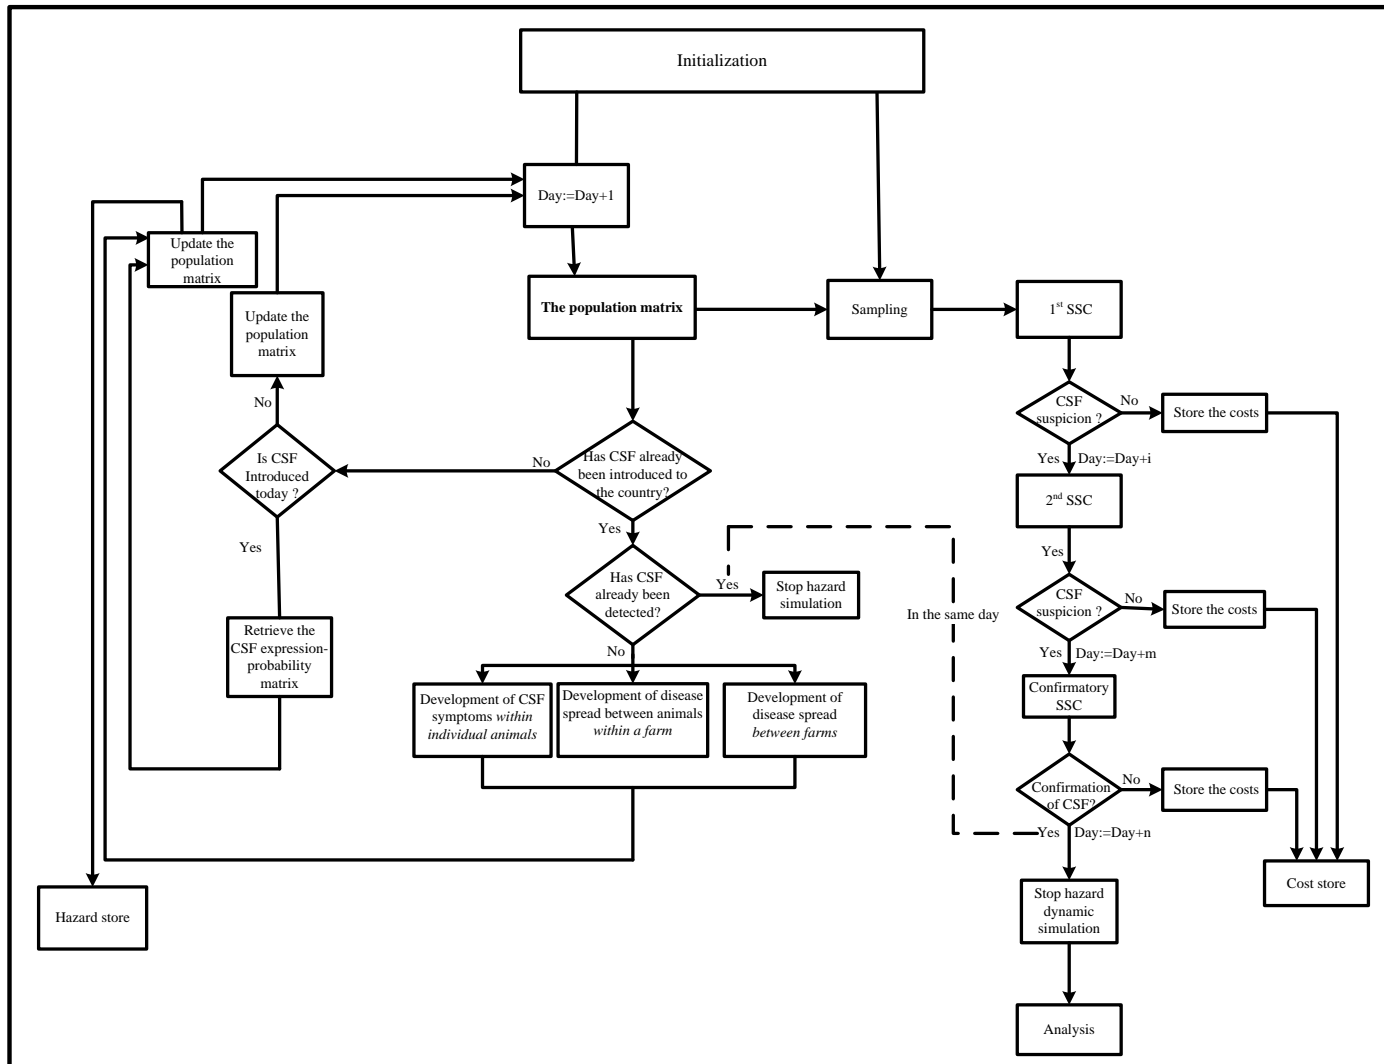 Initialization
Day:=Day+1
Update the
population
matrix
Update the
population
matrix
The population matrix
Sampling
1st SSC
CSF
suspicion ?
No
Store the costs
Yes
Day:=Day+i
2nd SSC
Yes
CSF
suspicion ?
No
Store the costs
Yes
Day:=Day+m
Confirmatory
SSC
Confirmation
of CSF?
No
Store the costs
Yes
Day:=Day+n
Stop hazard
dynamic
simulation
Analysis
Cost store
No
Is CSF
Introduced
today ?
Yes
Retrieve the
CSF expression-
probability
matrix
No
Has CSF already
been introduced to
the country?
Yes
Has CSF
already been
detected?
Yes
Stop hazard
simulation
In the same day
No
Development of CSF
symptoms within
individual animals
Development of disease
spread between animals
within a farm
Development of
disease spread
between farms
Hazard store